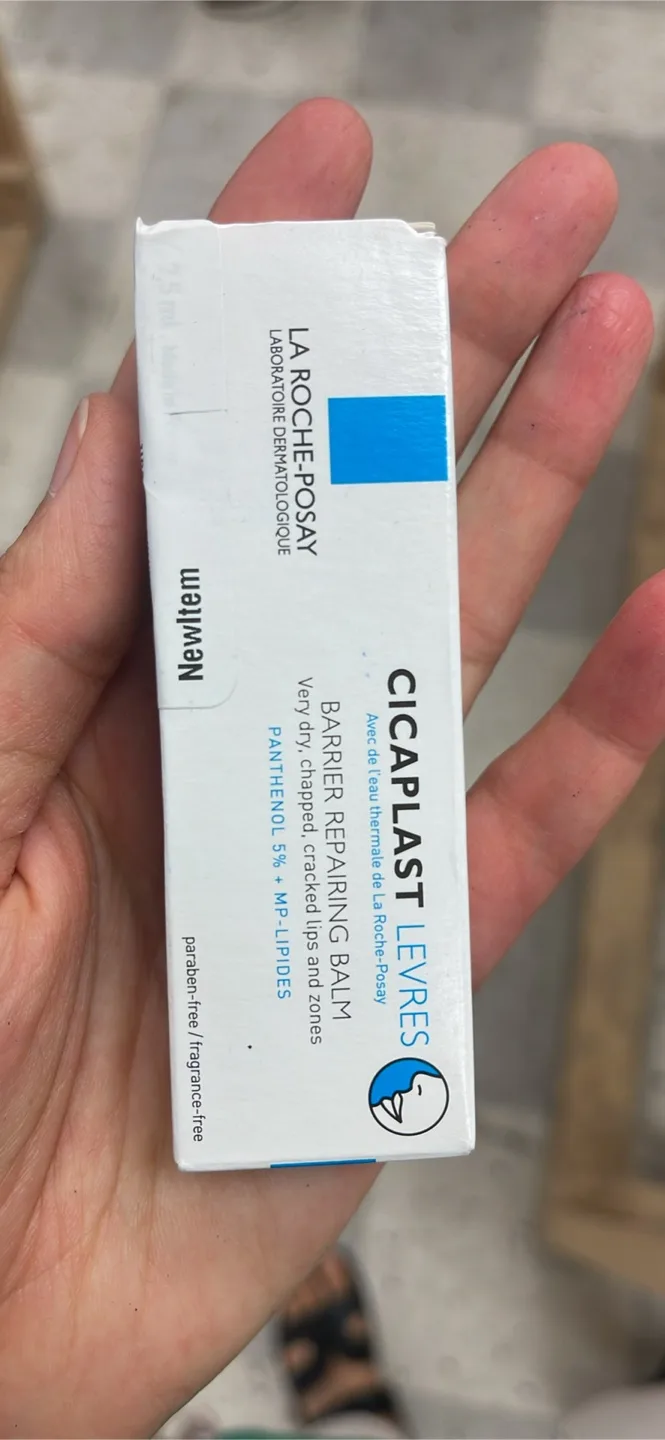 LA ROCHE-POSAY
LABORATOIRE DERMATOLOGIQUE
CICAPLAST LEVRES
Avec de l'eau thermale de La Roche-Posay
BARRIER REPAIRING BALM
Very dry, chapped, cracked lips and zones
PANTHENOL 5% + MP-LIPIDES
paraben-free / fragrance-free
NewItem